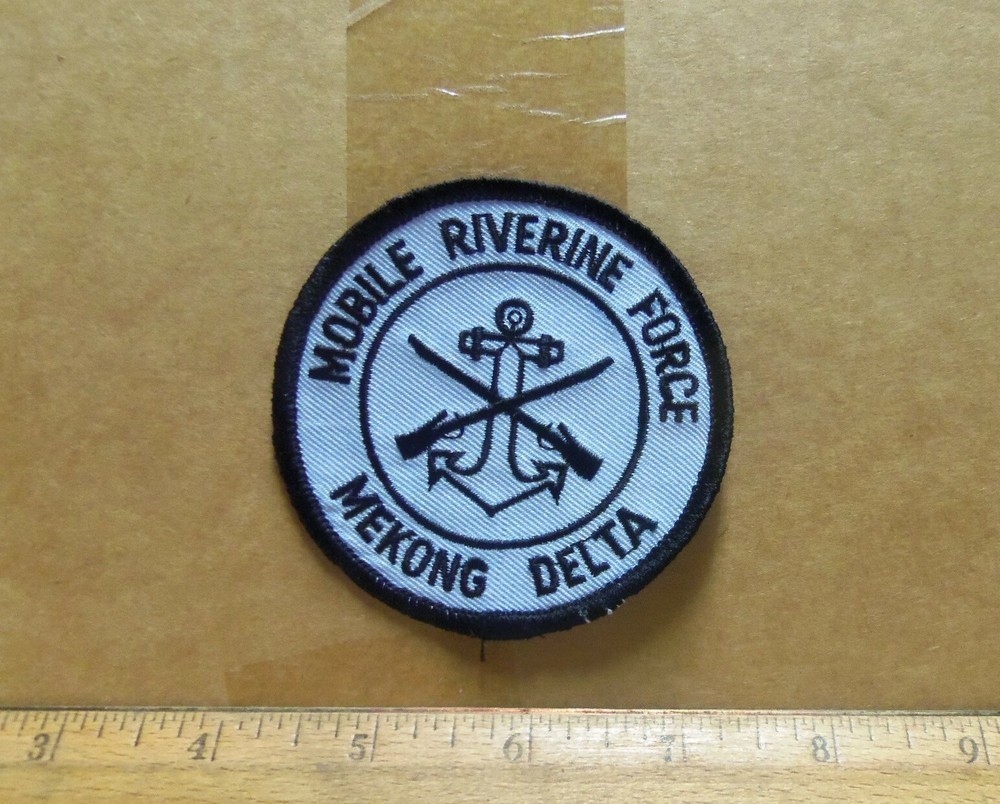 MOBILE RIVERINE FORCE
MEKONG DELTA
3 4 5 6 7 8 9